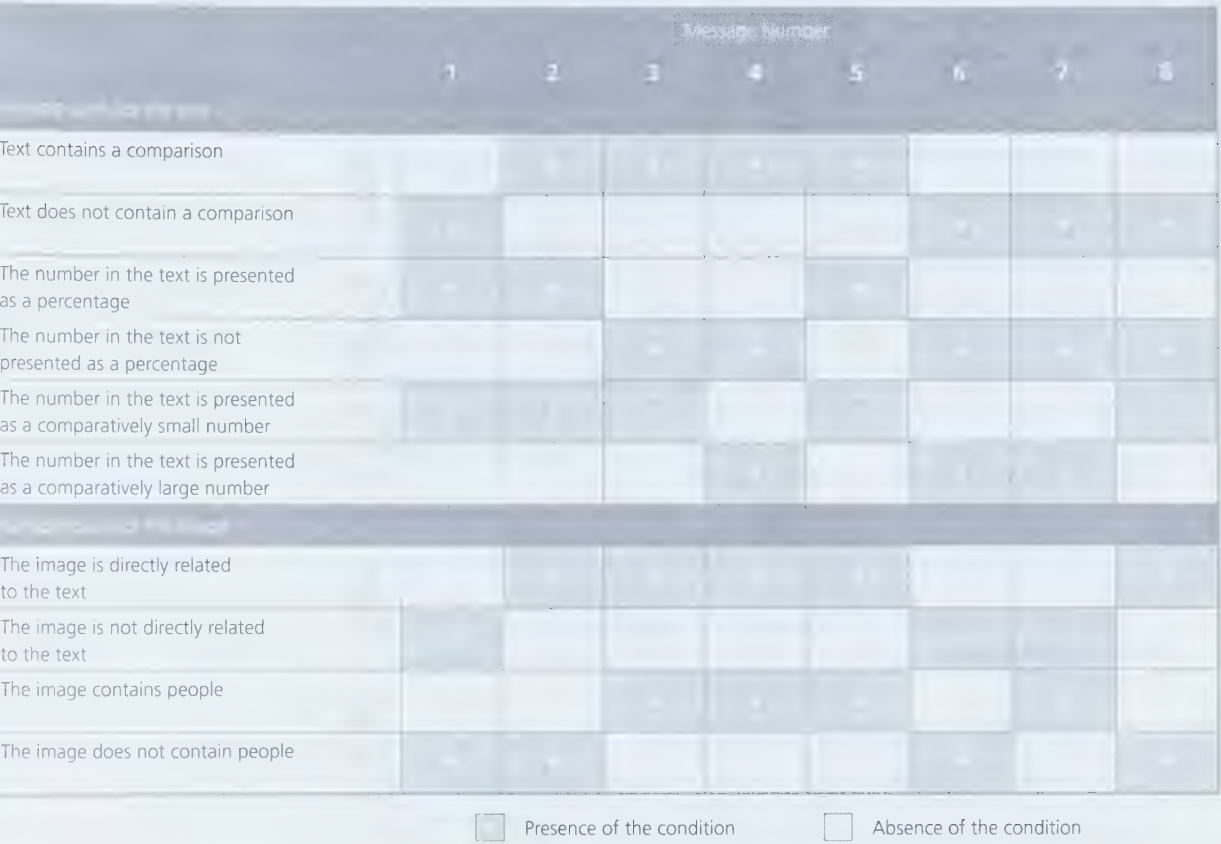 Message Number
1 2 3 4 5 6 7 8
Text contains a comparison
Text does not contain a comparison
The number in the text is presented
as a percentage
The number in the text is not
presented as a percentage
The number in the text is presented
as a comparatively small number
The number in the text is presented
as a comparatively large number
The image is directly related
to the text
The image is not directly related
to the text
The image contains people
The image does not contain people
Presence of the condition
Absence of the condition